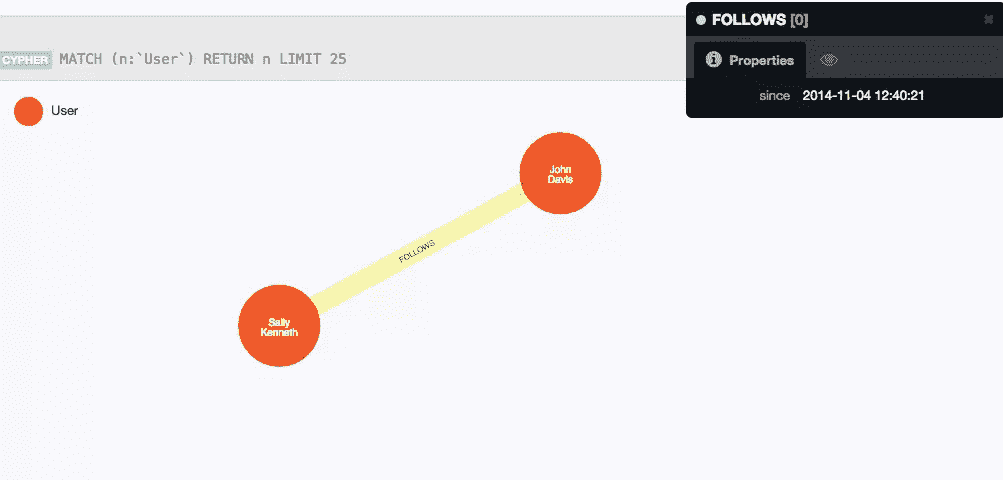 FOLLOWS [0]
CYPHER MATCH (n:`User`) RETURN n LIMIT 25
Properties
since 2014-11-04 12:40:21
User
John
Davis
FOLLOWS
Sally
Kenneth